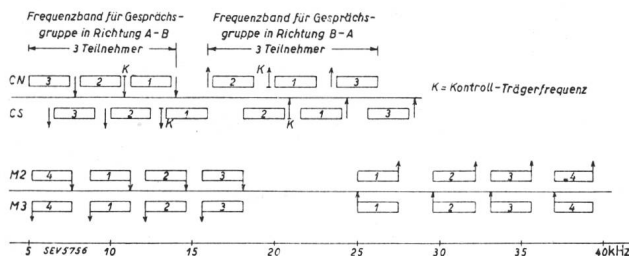 Frequenzband für Gesprächs-
gruppe in Richtung A-B
3 Teilnehmer
Frequenzband für Gesprächs-
gruppe in Richtung B-A
3 Teilnehmer
K K
CN 3 2 1 2 1 3
K = Kontroll-Trägerfrequenz
CS 3 2 1 2 1 3
K K
M2 4 1 2 3 1 2 3 4
M3 4 1 2 3 1 2 3 4
5 10 15 20 25 30 35 40kHz
SEV5756